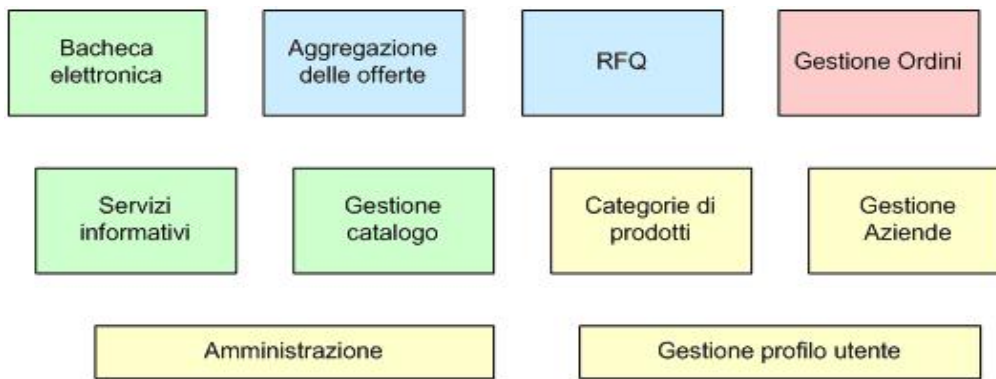 Bacheca
elettronica
Aggregazione
delle offerte
RFQ
Gestione Ordini
Servizi
informativi
Gestione
catalogo
Categorie di
prodotti
Gestione
Aziende
Amministrazione
Gestione profilo utente